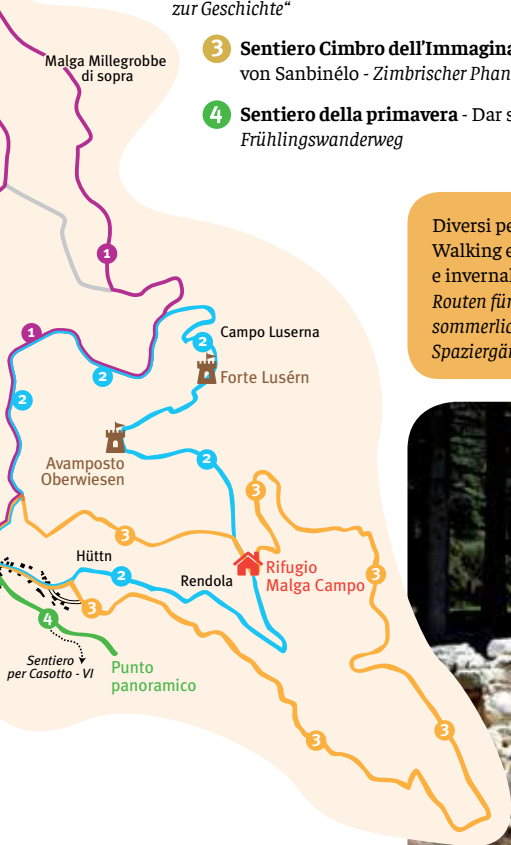 zur Geschichte“
3 Sentiero Cimbro dell’Immagina
von Sanbinélo - Zimbrischer Phan
4 Sentiero della primavera - Dar s
Frühlingswanderweg
Diversi pe
Walking e
e invernal
Routen für
sommerlic
Spaziergän
Malga Millegrobbe
di sopra
1
1
2
2
Campo Luserna
2
Forte Lusérn
Avamposto
Oberwiesen
2
3
3
Hüttn
2
Rendola
Rifugio
Malga Campo
3
3
4
Sentiero
per Casotto - VI
Punto
panoramico
3
3